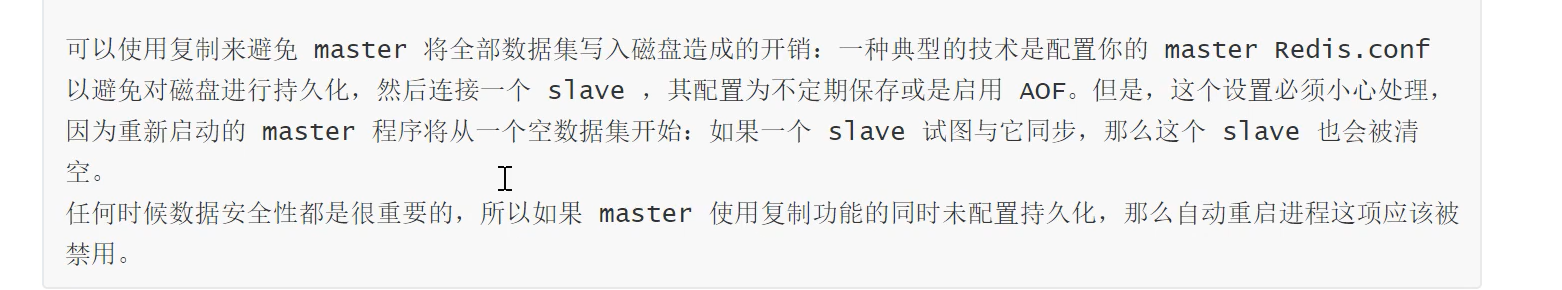 可以使用复制来避免 master 将全部数据集写入磁盘造成的开销：一种典型的技术是配置你的 master Redis.conf
以避免对磁盘进行持久化，然后连接一个 slave ，其配置为不定期保存或是启用 AOF。但是，这个设置必须小心处理，
因为重新启动的 master 程序将从一个空数据集开始：如果一个 slave 试图与它同步，那么这个 slave 也会被清
空。
任何时候数据安全性都是很重要的，所以如果 master 使用复制功能的同时未配置持久化，那么自动重启进程这项应该被
禁用。